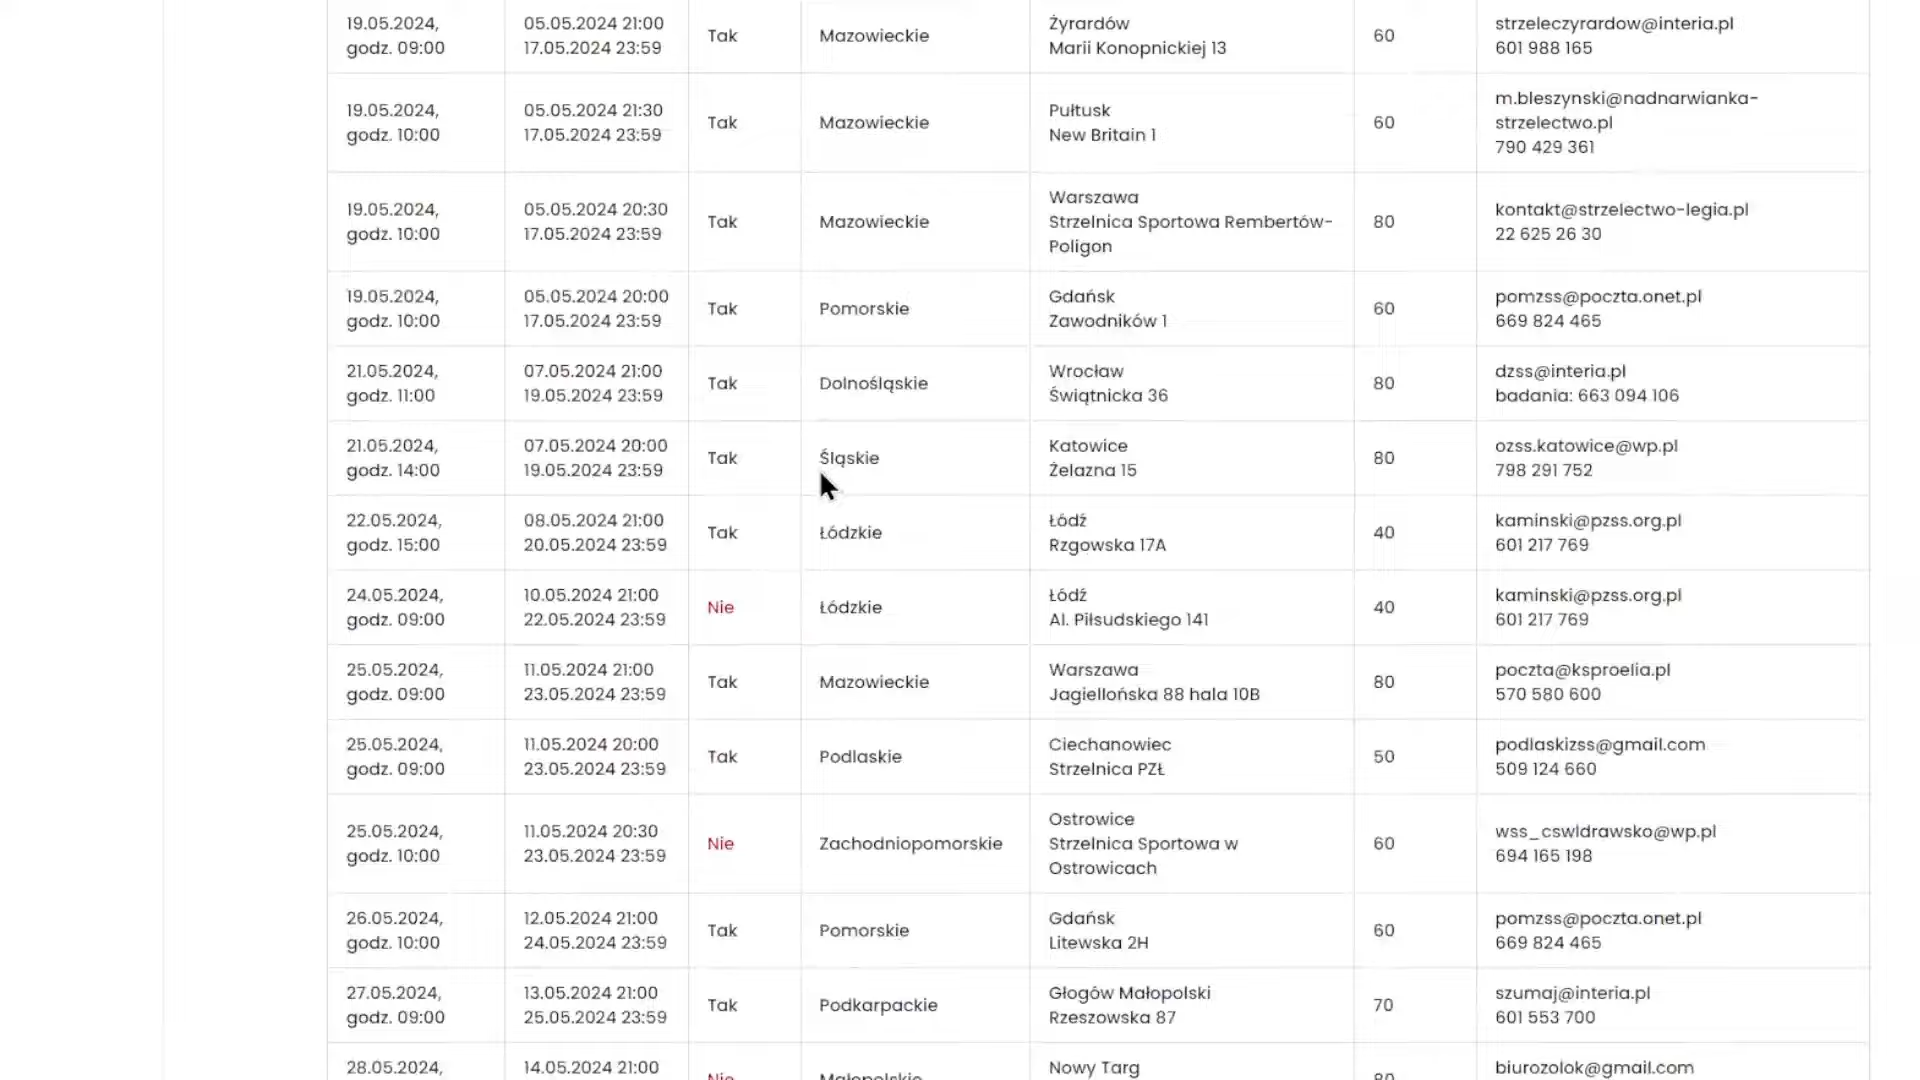 19.05.2024,
godz. 09:00
05.05.2024 21:00
17.05.2024 23:59
Tak
Mazowieckie
Żyrardów
Marii Konopnickiej 13
60
strzeleczyrardow@interia.pl
601 988 165
19.05.2024,
godz. 10:00
05.05.2024 21:30
17.05.2024 23:59
Tak
Mazowieckie
Pułtusk
New Britain 1
60
m.bleszynski@nadnarwianka-
strzelectwo.pl
790 429 361
19.05.2024,
godz. 10:00
05.05.2024 20:30
17.05.2024 23:59
Tak
Mazowieckie
Warszawa
Strzelnica Sportowa Rembertów-
Poligon
80
kontakt@strzelectwo-legia.pl
22 625 26 30
19.05.2024,
godz. 10:00
05.05.2024 20:00
17.05.2024 23:59
Tak
Pomorskie
Gdańsk
Zawodników 1
60
pomzss@poczta.onet.pl
669 824 465
21.05.2024,
godz. 11:00
07.05.2024 21:00
19.05.2024 23:59
Tak
Dolnośląskie
Wrocław
Świątnicka 36
80
dzss@interia.pl
badania: 663 094 106
21.05.2024,
godz. 14:00
07.05.2024 20:00
19.05.2024 23:59
Tak
Śląskie
Katowice
Żelazna 15
80
ozss.katowice@wp.pl
798 291 752
22.05.2024,
godz. 15:00
08.05.2024 21:00
20.05.2024 23:59
Tak
Łódzkie
Łódź
Rzgowska 17A
40
kaminski@pzss.org.pl
601 217 769
24.05.2024,
godz. 09:00
10.05.2024 21:00
22.05.2024 23:59
Nie
Łódzkie
Łódź
Al. Piłsudskiego 141
40
kaminski@pzss.org.pl
601 217 769
25.05.2024,
godz. 09:00
11.05.2024 21:00
23.05.2024 23:59
Tak
Mazowieckie
Warszawa
Jagiellońska 88 hala 10B
80
poczta@ksproelia.pl
570 580 600
25.05.2024,
godz. 09:00
11.05.2024 20:00
23.05.2024 23:59
Tak
Podlaskie
Ciechanowiec
Strzelnica PZŁ
50
podlaskizss@gmail.com
509 124 660
25.05.2024,
godz. 10:00
11.05.2024 20:30
23.05.2024 23:59
Nie
Zachodniopomorskie
Ostrowice
Strzelnica Sportowa w
Ostrowicach
60
wss_cswldrawsko@wp.pl
694 165 198
26.05.2024,
godz. 10:00
12.05.2024 21:00
24.05.2024 23:59
Tak
Pomorskie
Gdańsk
Litewska 2H
60
pomzss@poczta.onet.pl
669 824 465
27.05.2024,
godz. 09:00
13.05.2024 21:00
25.05.2024 23:59
Tak
Podkarpackie
Głogów Małopolski
Rzeszowska 87
70
szumaj@interia.pl
601 553 700
28.05.2024,
14.05.2024 21:00
Nie
Małopolskie
Nowy Targ
80
biurozolok@gmail.com